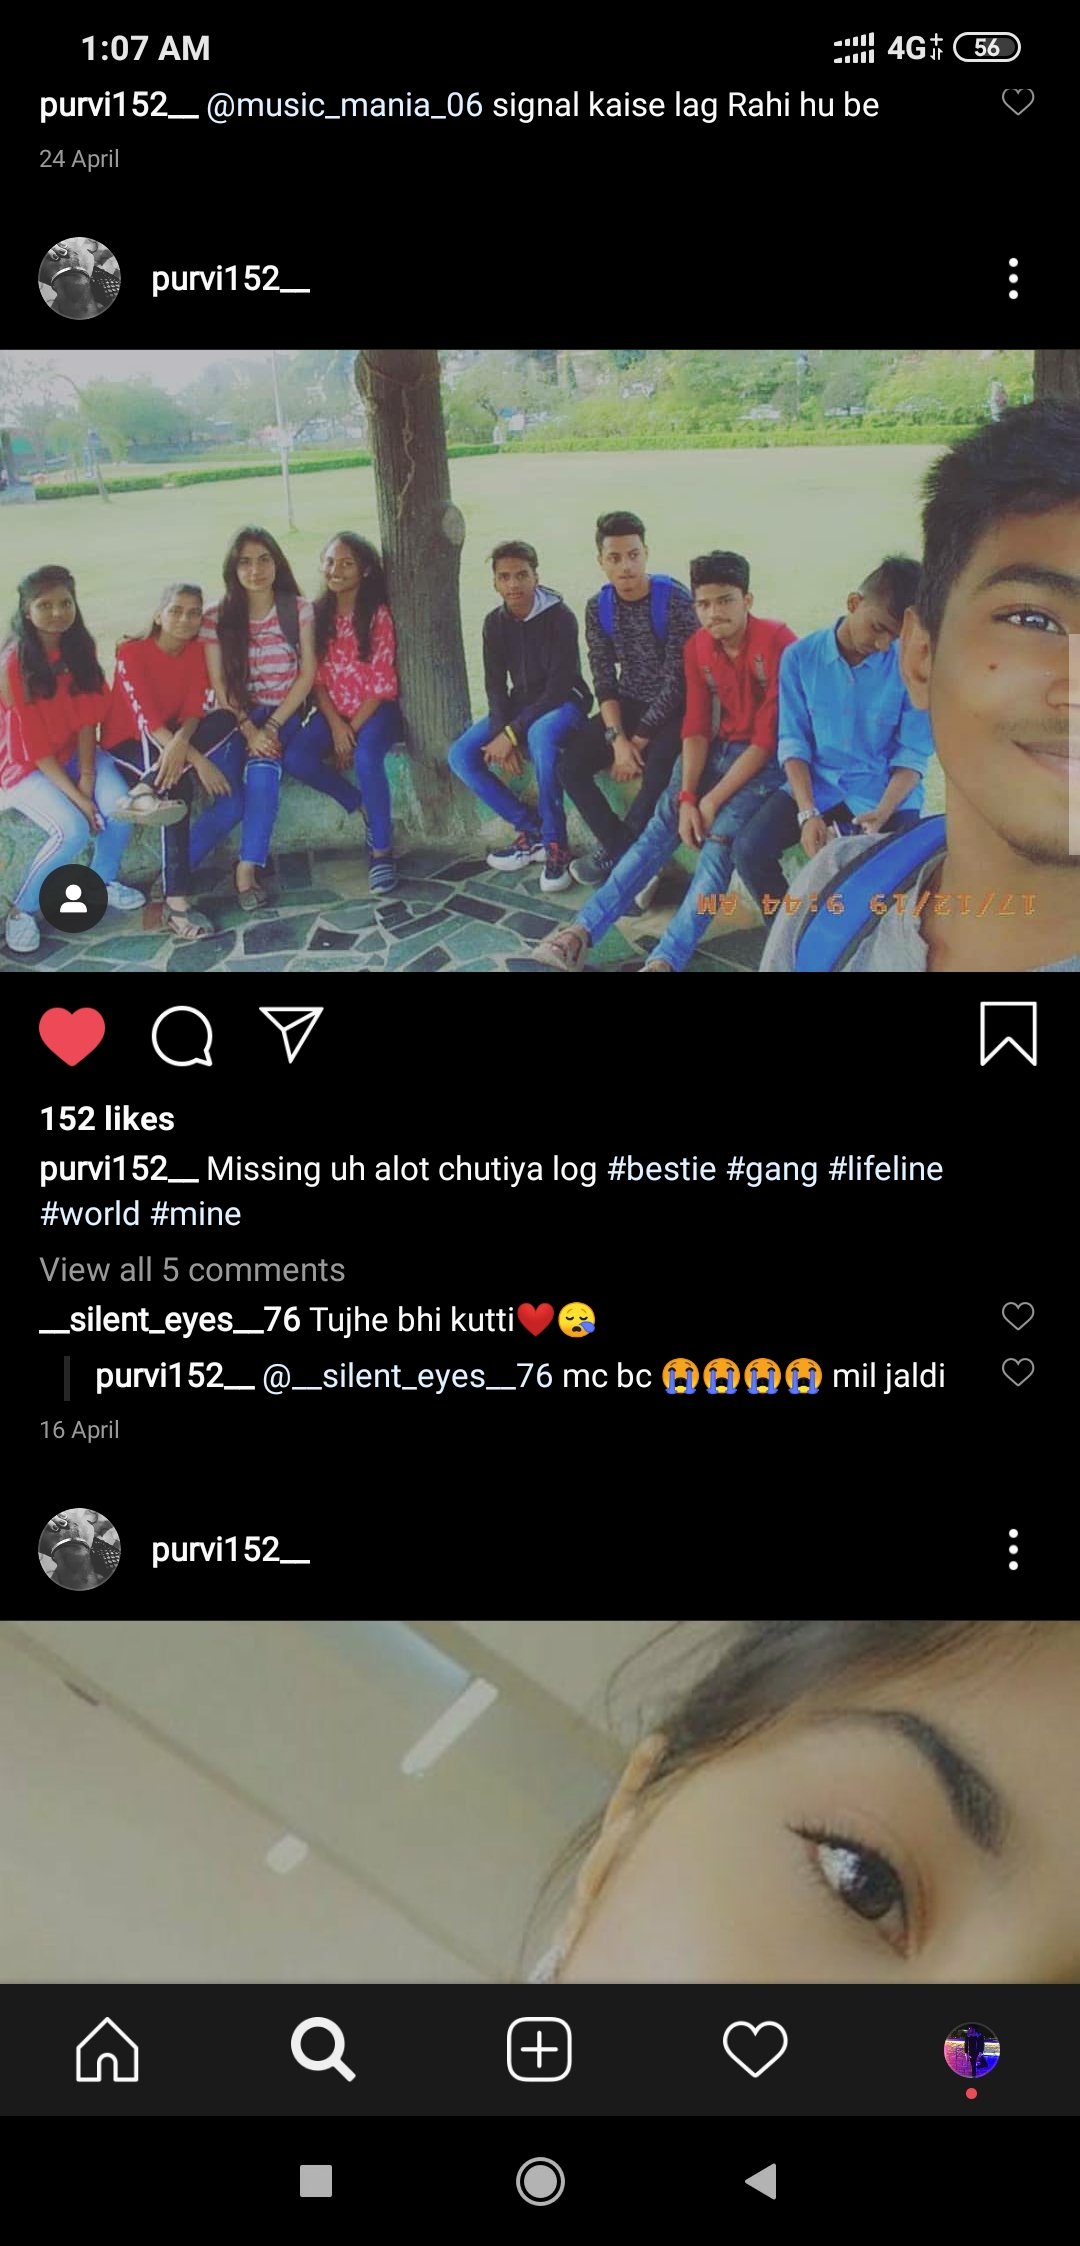 1:07 AM 4G+ 56
purvi152__ @music_mania_06 signal kaise lag Rahi hu be
24 April
purvi152__
17/12/19 9:44 AM
152 likes
purvi152__ Missing uh alot chutiya log #bestie #gang #lifeline
#world #mine
View all 5 comments
__silent_eyes__76 Tujhe bhi kutti❤️😪
purvi152__ @__silent_eyes__76 mc bc 😭😭😭😭 mil jaldi
16 April
purvi152__